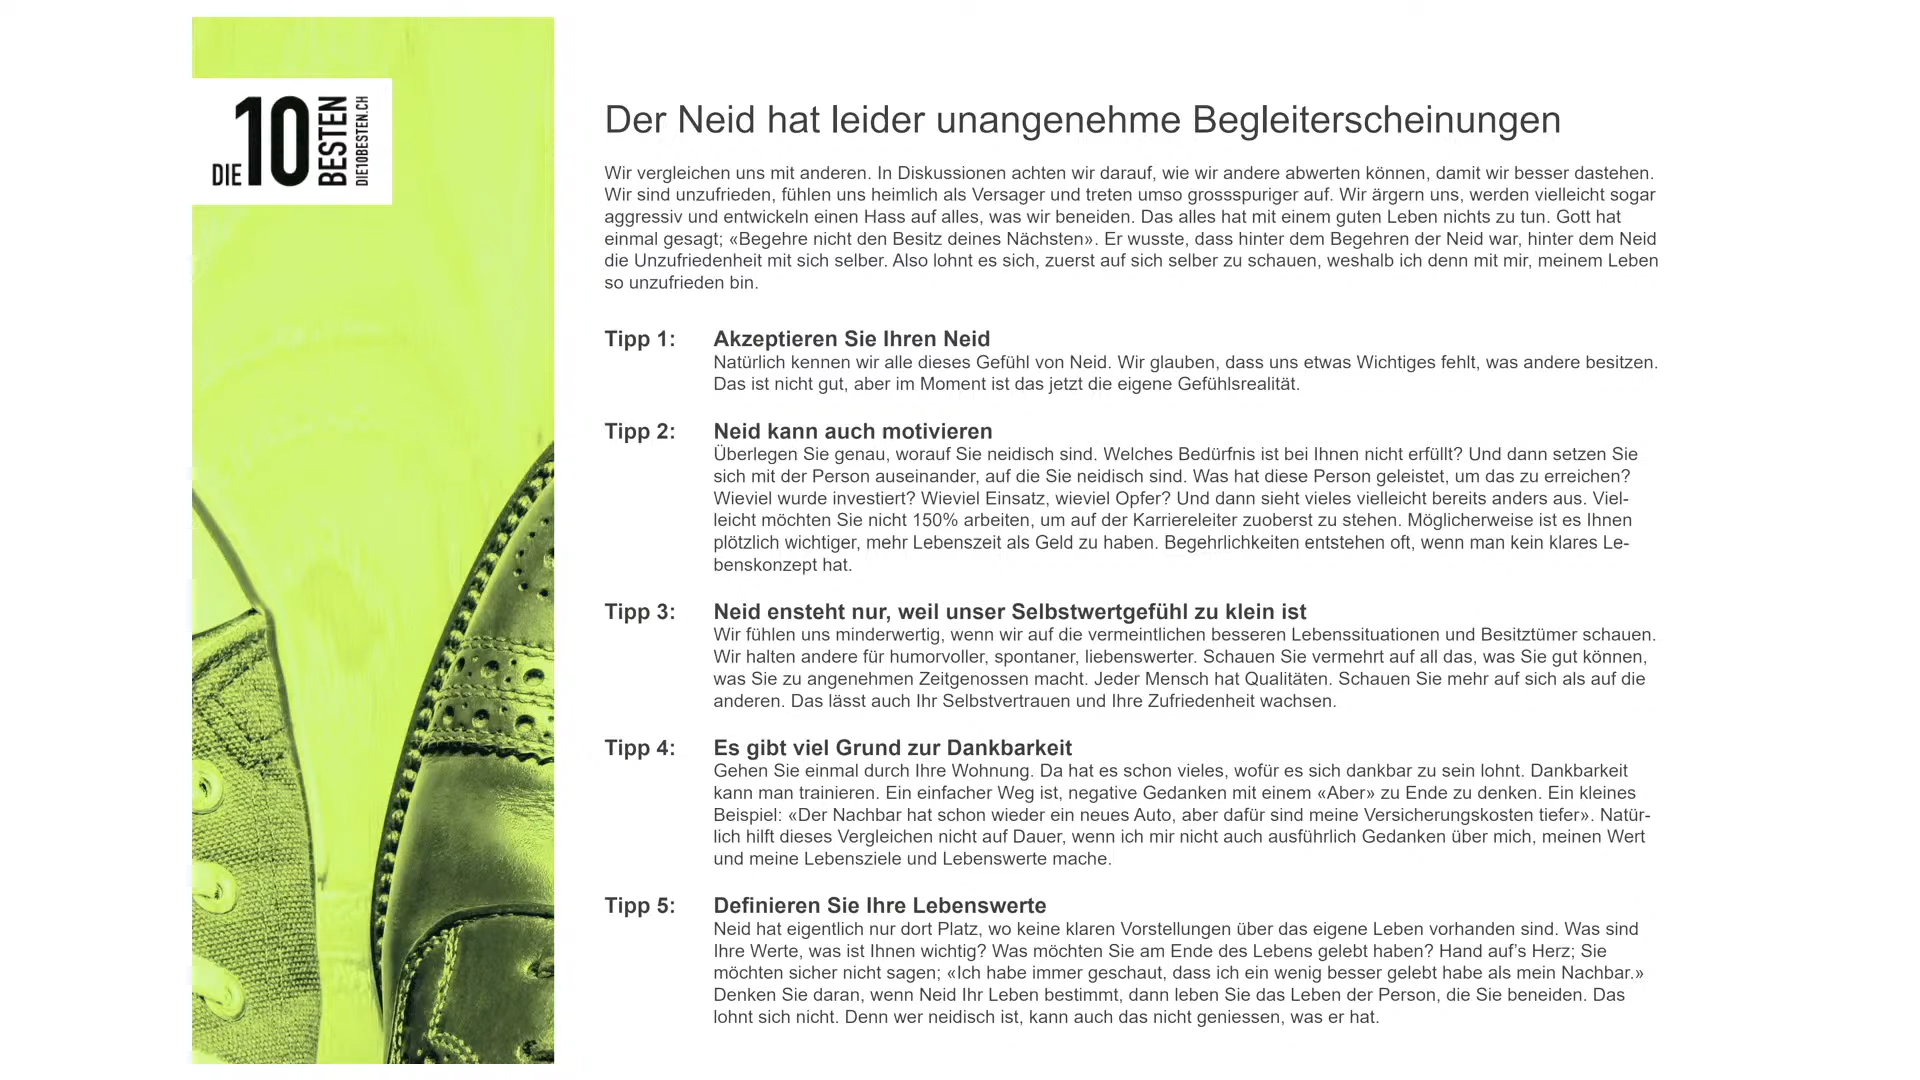 DIE 10 BESTEN DIE10BESTEN.CH
Der Neid hat leider unangenehme Begleiterscheinungen
Wir vergleichen uns mit anderen. In Diskussionen achten wir darauf, wie wir andere abwerten können, damit wir besser dastehen.
Wir sind unzufrieden, fühlen uns heimlich als Versager und treten umso grossspuriger auf. Wir ärgern uns, werden vielleicht sogar
aggressiv und entwickeln einen Hass auf alles, was wir beneiden. Das alles hat mit einem guten Leben nichts zu tun. Gott hat
einmal gesagt; «Begehre nicht den Besitz deines Nächsten». Er wusste, dass hinter dem Begehren der Neid war, hinter dem Neid
die Unzufriedenheit mit sich selber. Also lohnt es sich, zuerst auf sich selber zu schauen, weshalb ich denn mit mir, meinem Leben
so unzufrieden bin.
Tipp 1: Akzeptieren Sie Ihren Neid
Natürlich kennen wir alle dieses Gefühl von Neid. Wir glauben, dass uns etwas Wichtiges fehlt, was andere besitzen.
Das ist nicht gut, aber im Moment ist das jetzt die eigene Gefühlsrealität.
Tipp 2: Neid kann auch motivieren
Überlegen Sie genau, worauf Sie neidisch sind. Welches Bedürfnis ist bei Ihnen nicht erfüllt? Und dann setzen Sie
sich mit der Person auseinander, auf die Sie neidisch sind. Was hat diese Person geleistet, um das zu erreichen?
Wieviel wurde investiert? Wieviel Einsatz, wieviel Opfer? Und dann sieht vieles vielleicht bereits anders aus. Viel-
leicht möchten Sie nicht 150% arbeiten, um auf der Karriereleiter zuoberst zu stehen. Möglicherweise ist es Ihnen
plötzlich wichtiger, mehr Lebenszeit als Geld zu haben. Begehrlichkeiten entstehen oft, wenn man kein klares Le-
benskonzept hat.
Tipp 3: Neid ensteht nur, weil unser Selbstwertgefühl zu klein ist
Wir fühlen uns minderwertig, wenn wir auf die vermeintlichen besseren Lebenssituationen und Besitztümer schauen.
Wir halten andere für humorvoller, spontaner, liebenswerter. Schauen Sie vermehrt auf all das, was Sie gut können,
was Sie zu angenehmen Zeitgenossen macht. Jeder Mensch hat Qualitäten. Schauen Sie mehr auf sich als auf die
anderen. Das lässt auch Ihr Selbstvertrauen und Ihre Zufriedenheit wachsen.
Tipp 4: Es gibt viel Grund zur Dankbarkeit
Gehen Sie einmal durch Ihre Wohnung. Da hat es schon vieles, wofür es sich dankbar zu sein lohnt. Dankbarkeit
kann man trainieren. Ein einfacher Weg ist, negative Gedanken mit einem «Aber» zu Ende zu denken. Ein kleines
Beispiel: «Der Nachbar hat schon wieder ein neues Auto, aber dafür sind meine Versicherungskosten tiefer». Natür-
lich hilft dieses Vergleichen nicht auf Dauer, wenn ich mir nicht auch ausführlich Gedanken über mich, meinen Wert
und meine Lebensziele und Lebenswerte mache.
Tipp 5: Definieren Sie Ihre Lebenswerte
Neid hat eigentlich nur dort Platz, wo keine klaren Vorstellungen über das eigene Leben vorhanden sind. Was sind
Ihre Werte, was ist Ihnen wichtig? Was möchten Sie am Ende des Lebens gelebt haben? Hand auf's Herz; Sie
möchten sicher nicht sagen; «Ich habe immer geschaut, dass ich ein wenig besser gelebt habe als mein Nachbar.»
Denken Sie daran, wenn Neid Ihr Leben bestimmt, dann leben Sie das Leben der Person, die Sie beneiden. Das
lohnt sich nicht. Denn wer neidisch ist, kann auch das nicht geniessen, was er hat.